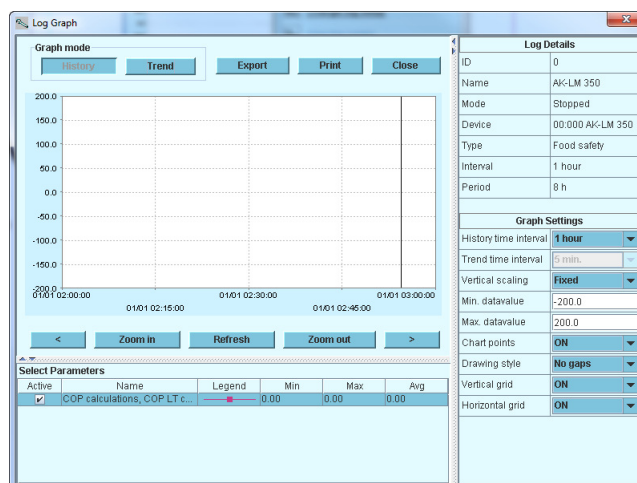 Log Graph
Graph mode
History
Trend
Export
Print
Close
200.0
150.0
100.0
50.0
0.0
-50.0
-100.0
-150.0
-200.0
01/01 02:00:00
01/01 02:15:00
01/01 02:30:00
01/01 02:45:00
01/01 03:00:00
<
Zoom in
Refresh
Zoom out
>
Select Parameters
Active Name Legend Min Max Avg
COP calculations, COP LT c... 0.00 0.00 0.00
Log Details
ID 0
Name AK-LM 350
Mode Stopped
Device 00:000 AK-LM 350
Type Food safety
Interval 1 hour
Period 8 h
Graph Settings
History time interval 1 hour
Trend time interval 5 min.
Vertical scaling Fixed
Min. datavalue -200.0
Max. datavalue 200.0
Chart points ON
Drawing style No gaps
Vertical grid ON
Horizontal grid ON